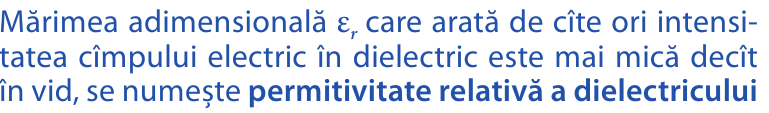 Mărimea adimensională εᵣ care arată de cîte ori intensi-
tatea cîmpului electric în dielectric este mai mică decît
în vid, se numește permitivitate relativă a dielectricului